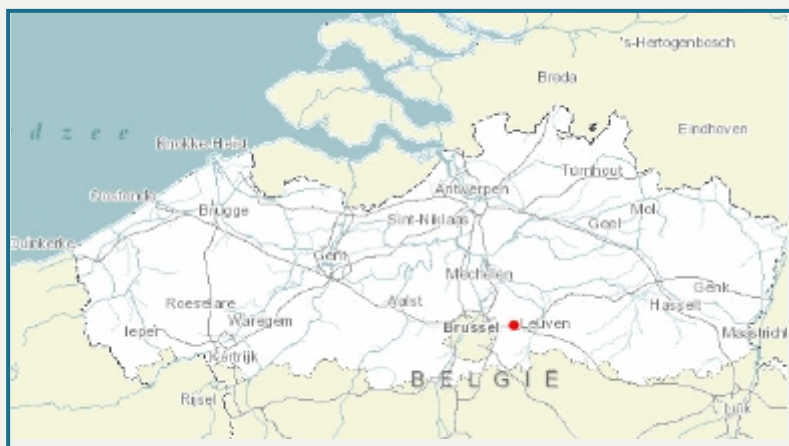 's-Hertogenbosch
Breda
dzee
Eindhoven
Knokke-Heist
Turnhout
Antwerpen
Oostende
Brugge
Sint-Niklaas
Geel
Mol
Duinkerke
Gent
Mechelen
Genk
Roeselare
Aalst
Hasselt
Ieper
Waregem
Brussel
Leuven
Maastricht
Kortrijk
BELGIË
Rijsel
Luik